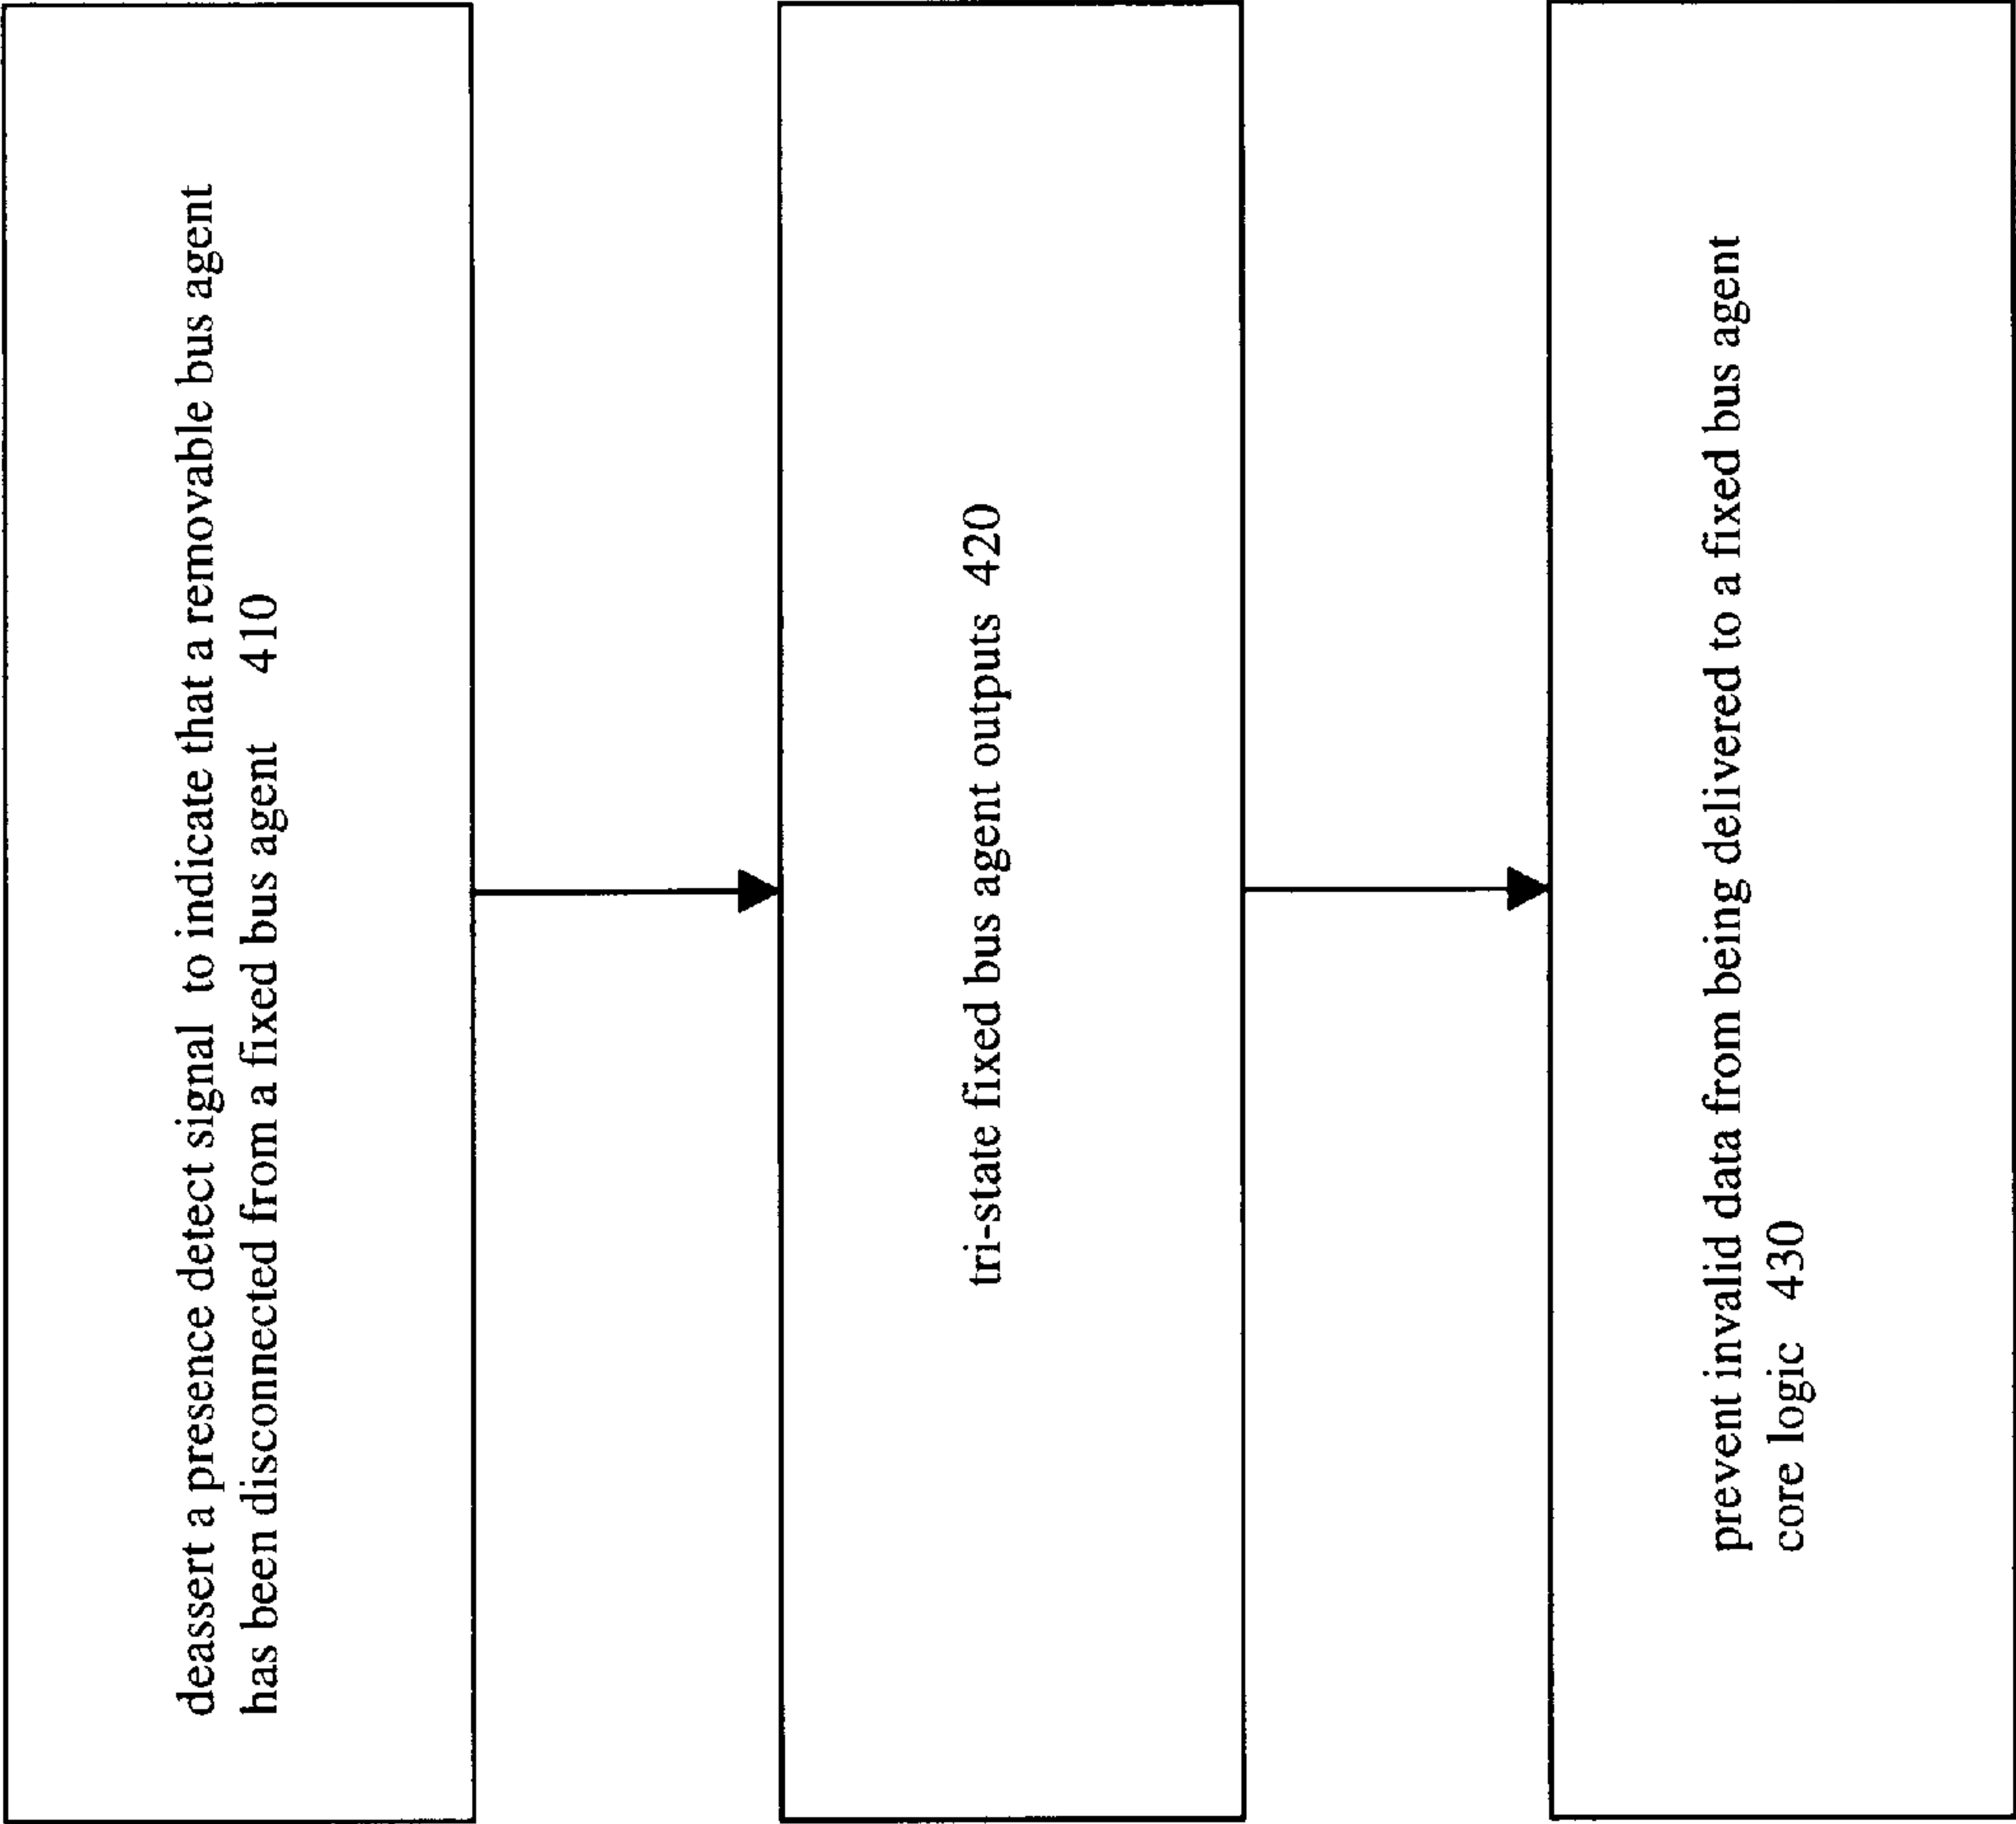 deassert a presence detect signal to indicate that a removable bus agent
has been disconnected from a fixed bus agent 410
tri-state fixed bus agent outputs 420
prevent invalid data from being delivered to a fixed bus agent
core logic 430